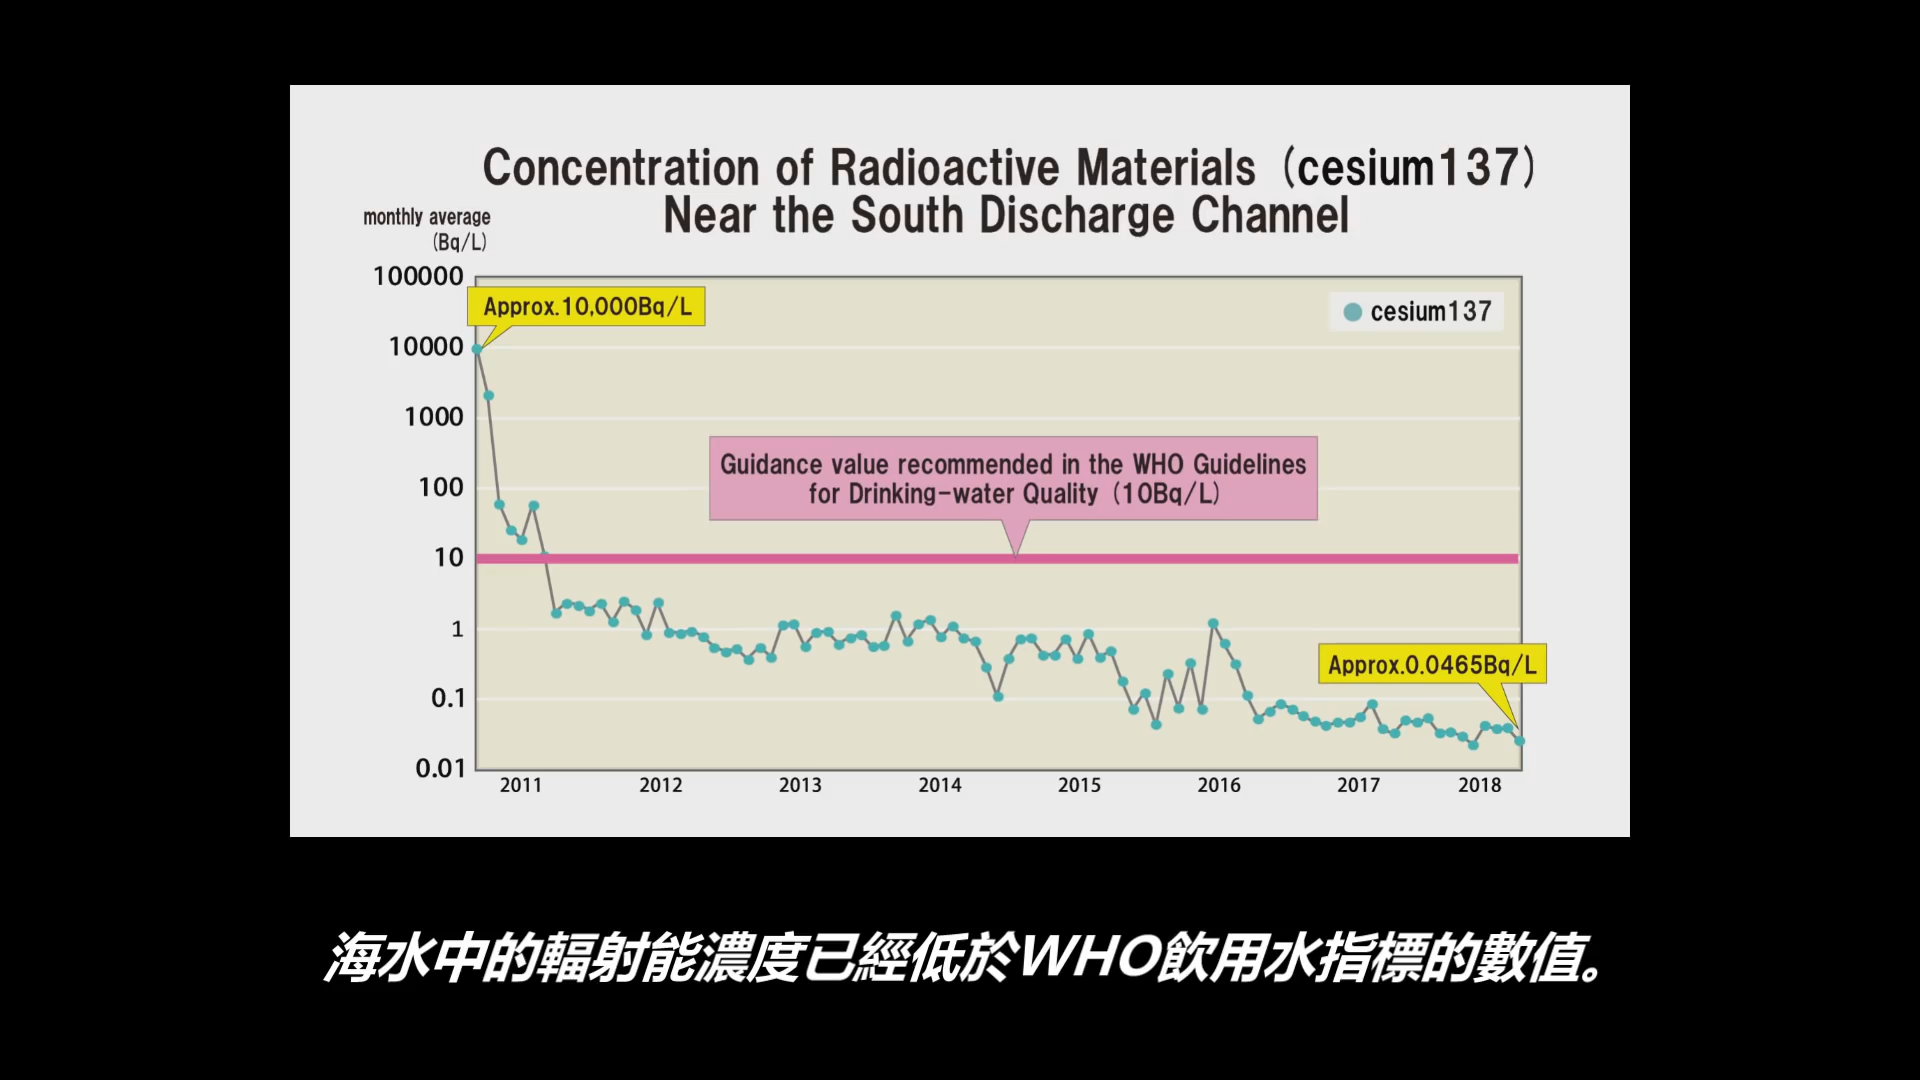 Concentration of Radioactive Materials (cesium137)
Near the South Discharge Channel
monthly average
(Bq/L)
100000
10000
1000
100
10
1
0.1
0.01
Approx.10,000Bq/L
cesium137
Guidance value recommended in the WHO Guidelines
for Drinking-water Quality (10Bq/L)
Approx.0.0465Bq/L
2011 2012 2013 2014 2015 2016 2017 2018
海水中的輻射能濃度已經低於WHO飲用水指標的數值。